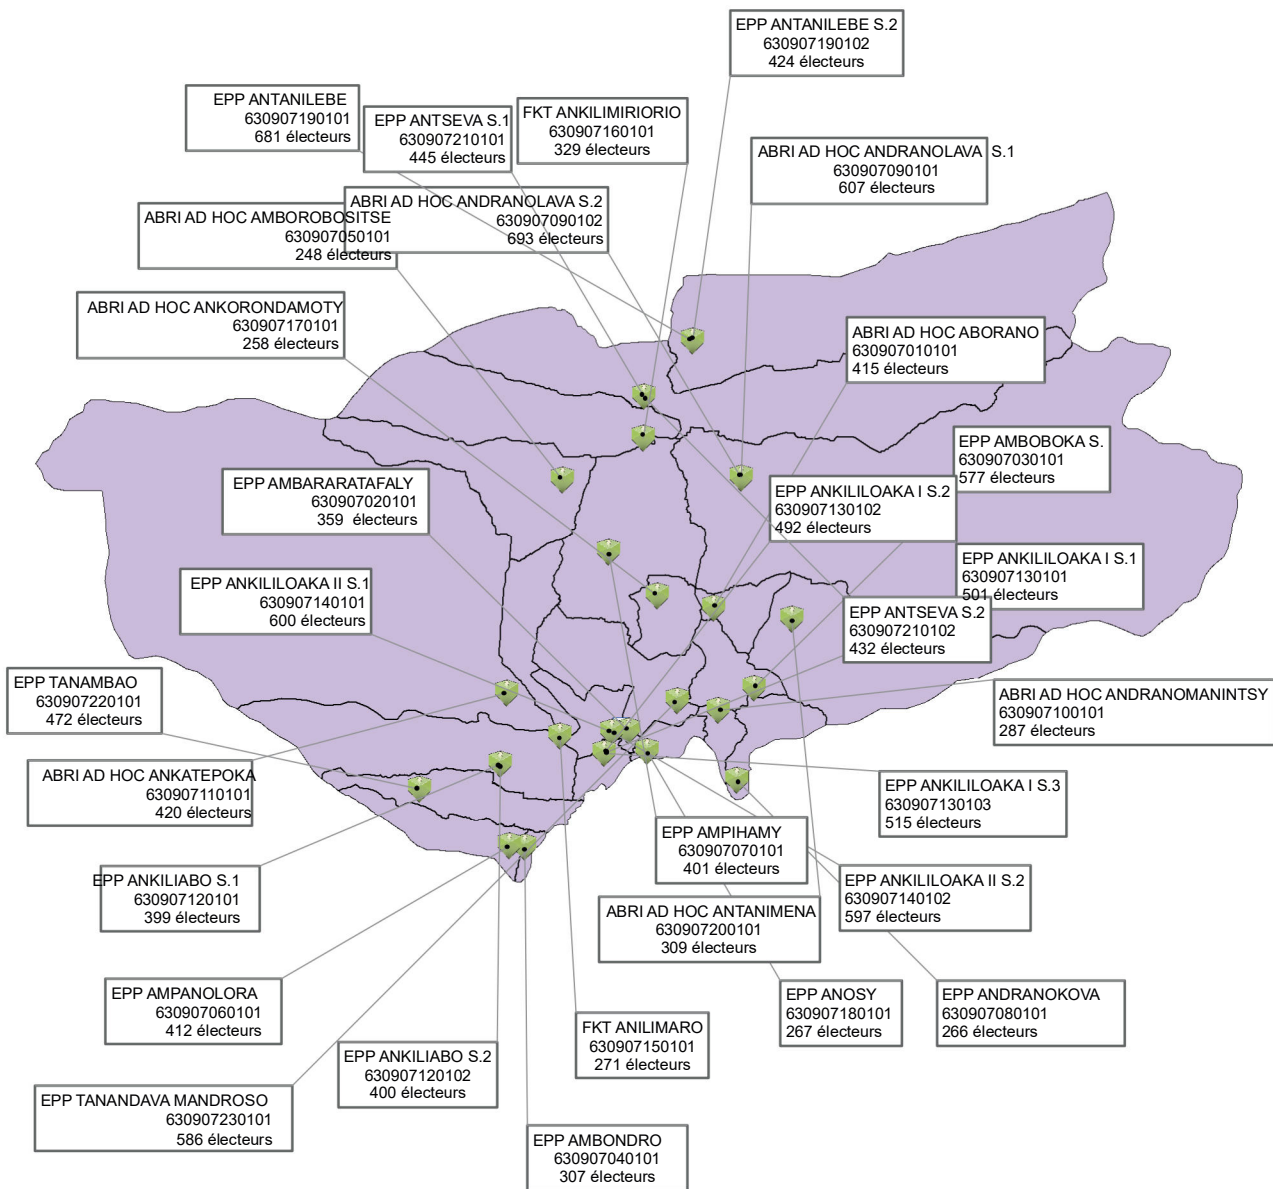 EPP ANTANILEBE S.2
630907190102
424 électeurs
EPP ANTANILEBE
630907190101
681 électeurs
EPP ANTSEVA S.1
630907210101
445 électeurs
FKT ANKILIMIRIORIO
630907160101
329 électeurs
ABRI AD HOC ANDRANOLAVA S.1
630907090101
607 électeurs
ABRI AD HOC AMBOROBOSITSE
630907050101
248 électeurs
ABRI AD HOC ANDRANOLAVA S.2
630907090102
693 électeurs
ABRI AD HOC ANKORONDAMOTY
630907170101
258 électeurs
ABRI AD HOC ABORANO
630907010101
415 électeurs
EPP AMBOBOKA S.
630907030101
577 électeurs
EPP AMBARARATAFALY
630907020101
359 électeurs
EPP ANKILILOAKA I S.2
630907130102
492 électeurs
EPP ANKILILOAKA I S.1
630907130101
501 électeurs
EPP ANKILILOAKA II S.1
630907140101
600 électeurs
EPP ANTSEVA S.2
630907210102
432 électeurs
EPP TANAMBAO
630907220101
472 électeurs
ABRI AD HOC ANDRANOMANINTSY
630907100101
287 électeurs
ABRI AD HOC ANKATEPOKA
630907110101
420 électeurs
EPP ANKILILOAKA I S.3
630907130103
515 électeurs
EPP AMPIHAMY
630907070101
401 électeurs
EPP ANKILIABO S.1
630907120101
399 électeurs
EPP ANKILILOAKA II S.2
630907140102
597 électeurs
ABRI AD HOC ANTANIMENA
630907200101
309 électeurs
EPP AMPANOLORA
630907060101
412 électeurs
EPP ANOSY
630907180101
267 électeurs
EPP ANDRANOKOVA
630907080101
266 électeurs
FKT ANILIMARO
630907150101
271 électeurs
EPP ANKILIABO S.2
630907120102
400 électeurs
EPP TANANDAVA MANDROSO
630907230101
586 électeurs
EPP AMBONDRO
630907040101
307 électeurs